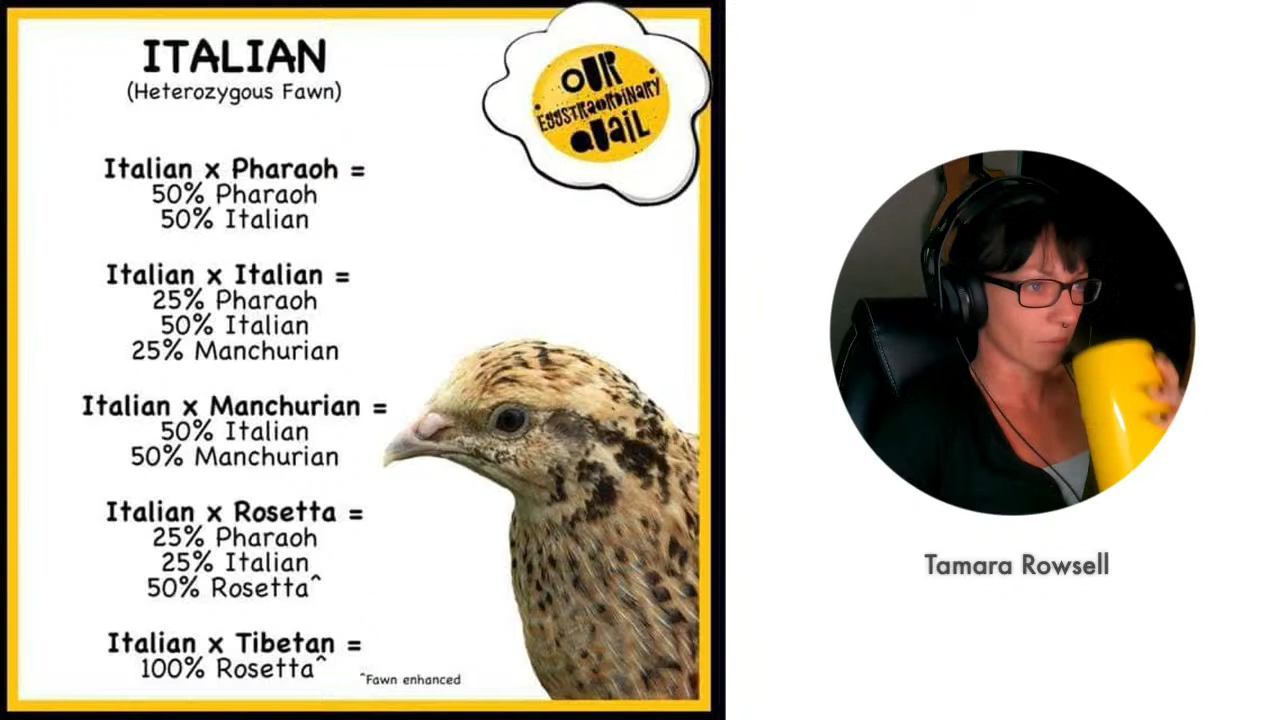 ITALIAN
(Heterozygous Fawn)
OUR
EGGSTRAORDINARY
QUAIL
Italian x Pharaoh =
50% Pharaoh
50% Italian
Italian x Italian =
25% Pharaoh
50% Italian
25% Manchurian
Italian x Manchurian =
50% Italian
50% Manchurian
Italian x Rosetta =
25% Pharaoh
25% Italian
50% Rosetta^
Italian x Tibetan =
100% Rosetta^
^Fawn enhanced
Tamara Rowsell